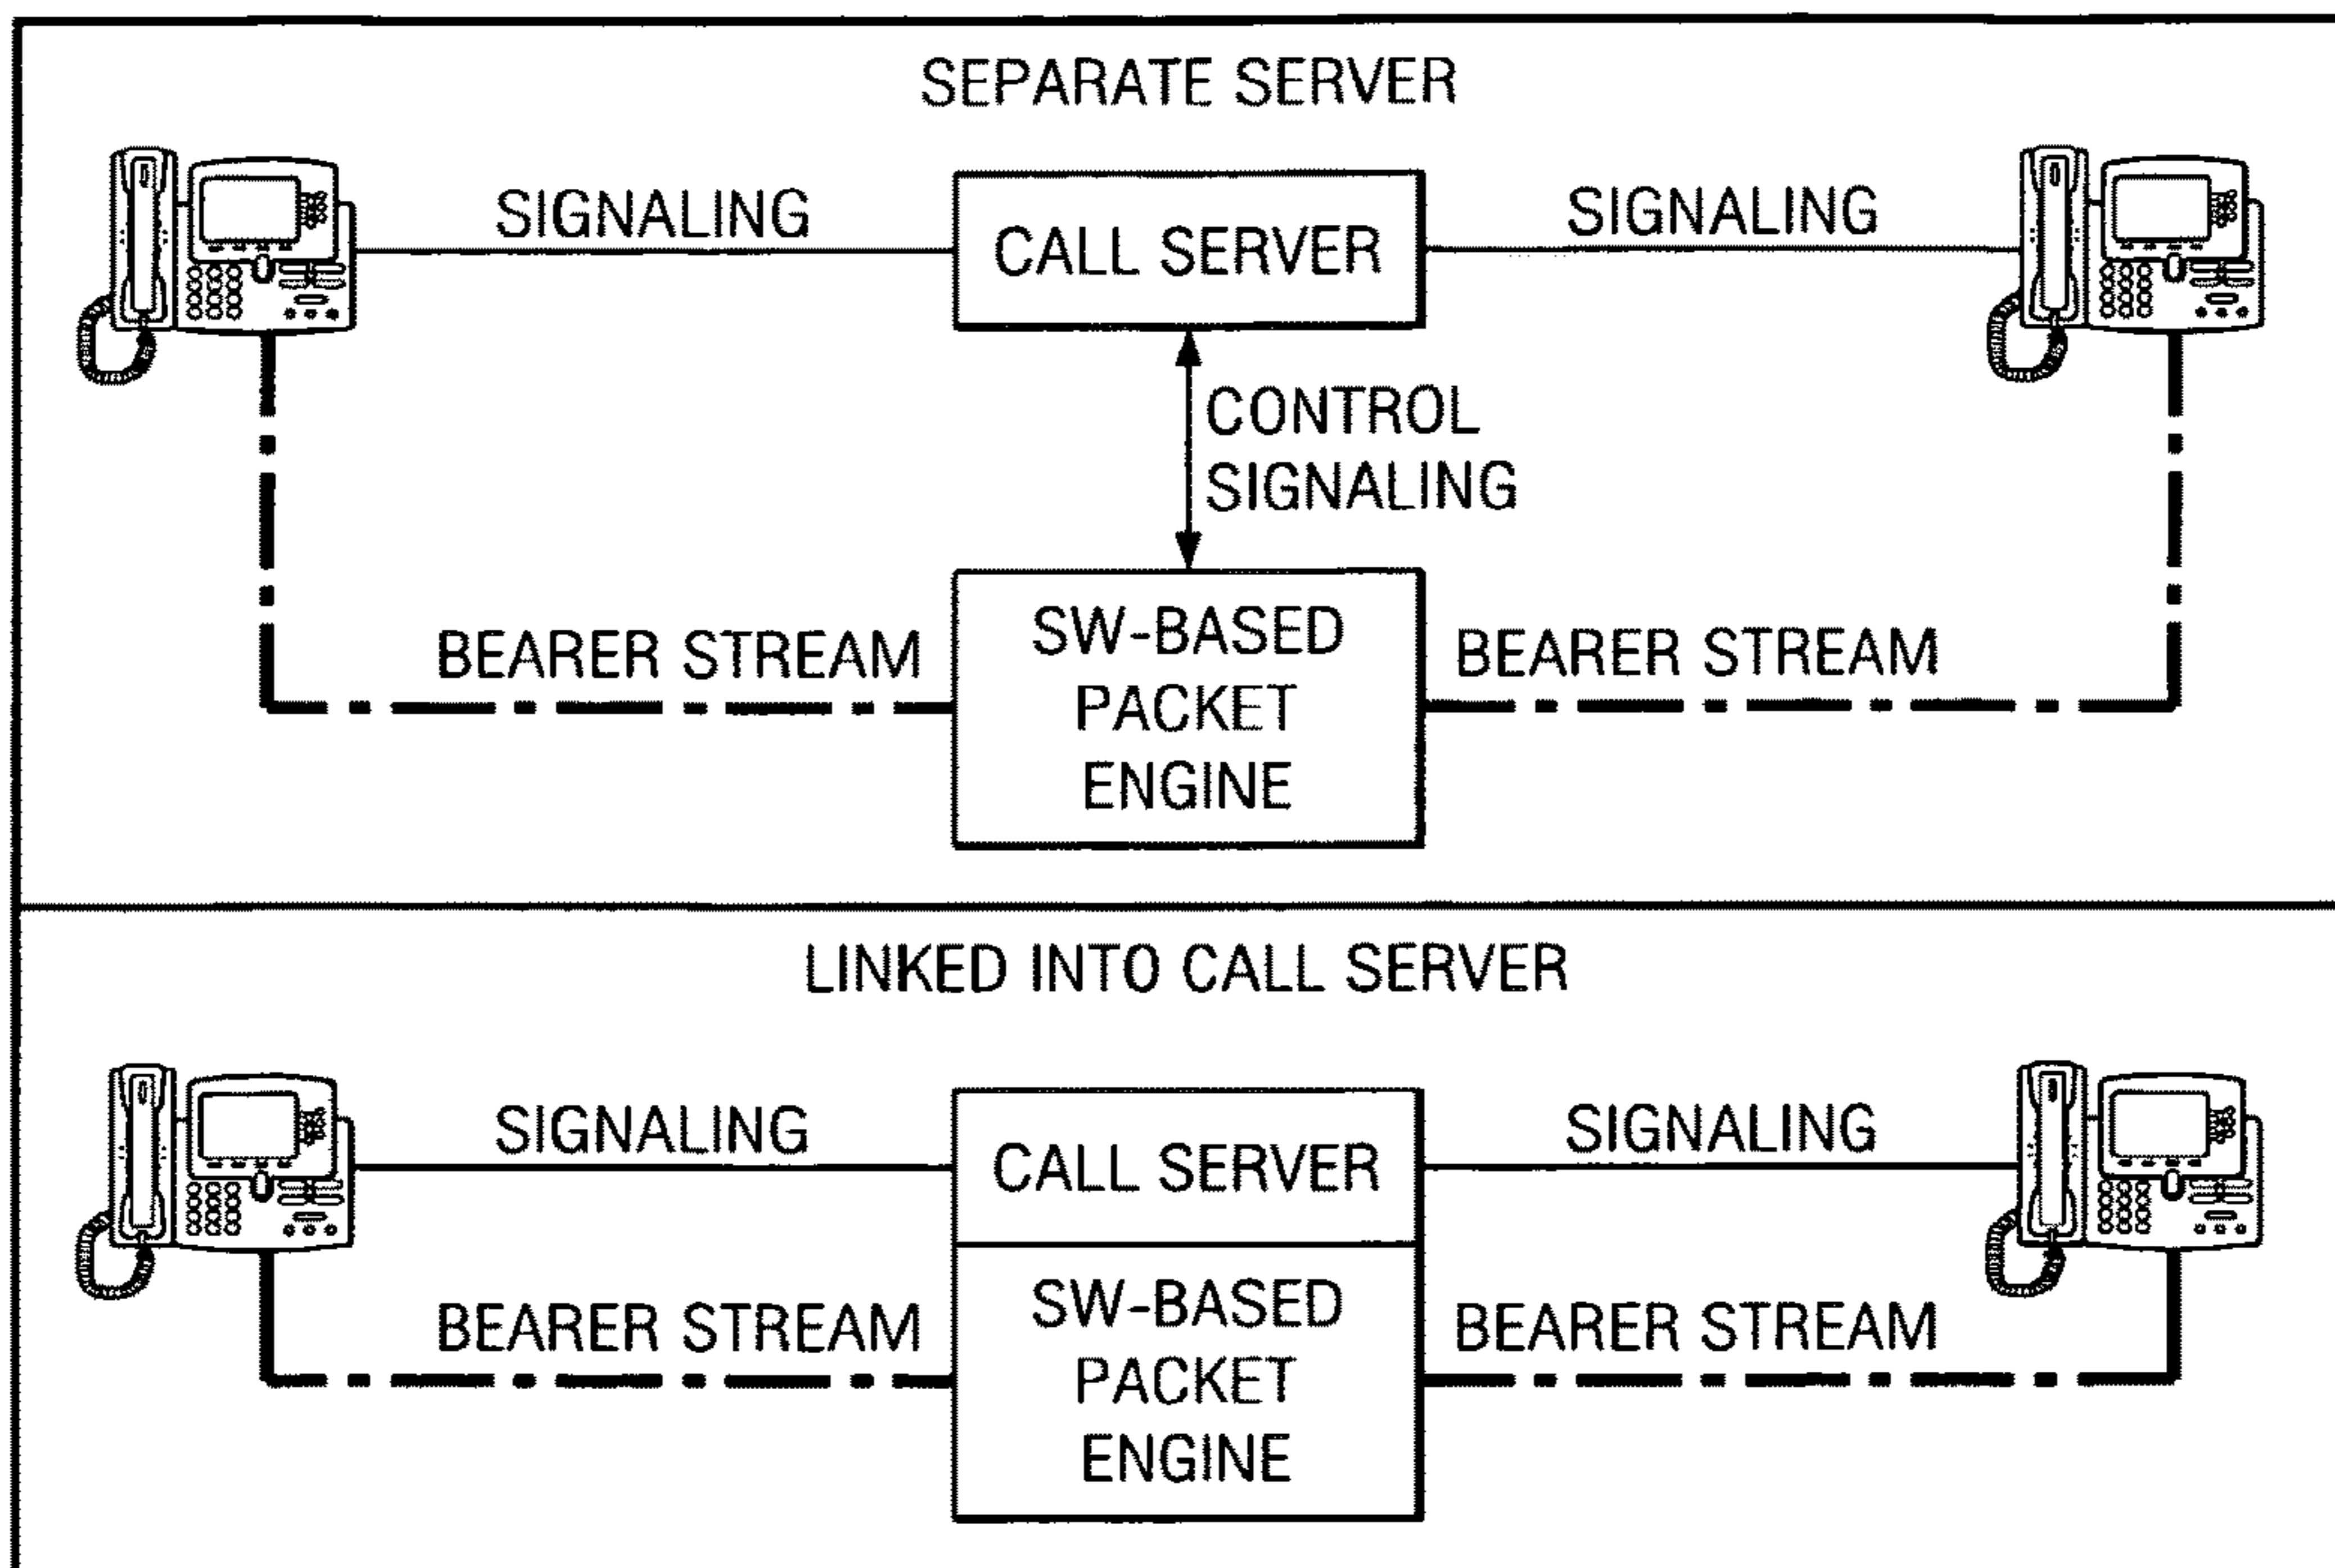 SEPARATE SERVER
SIGNALING
CALL SERVER
SIGNALING
CONTROL
SIGNALING
BEARER STREAM
SW-BASED
PACKET
ENGINE
BEARER STREAM
LINKED INTO CALL SERVER
SIGNALING
CALL SERVER
SIGNALING
BEARER STREAM
SW-BASED
PACKET
ENGINE
BEARER STREAM